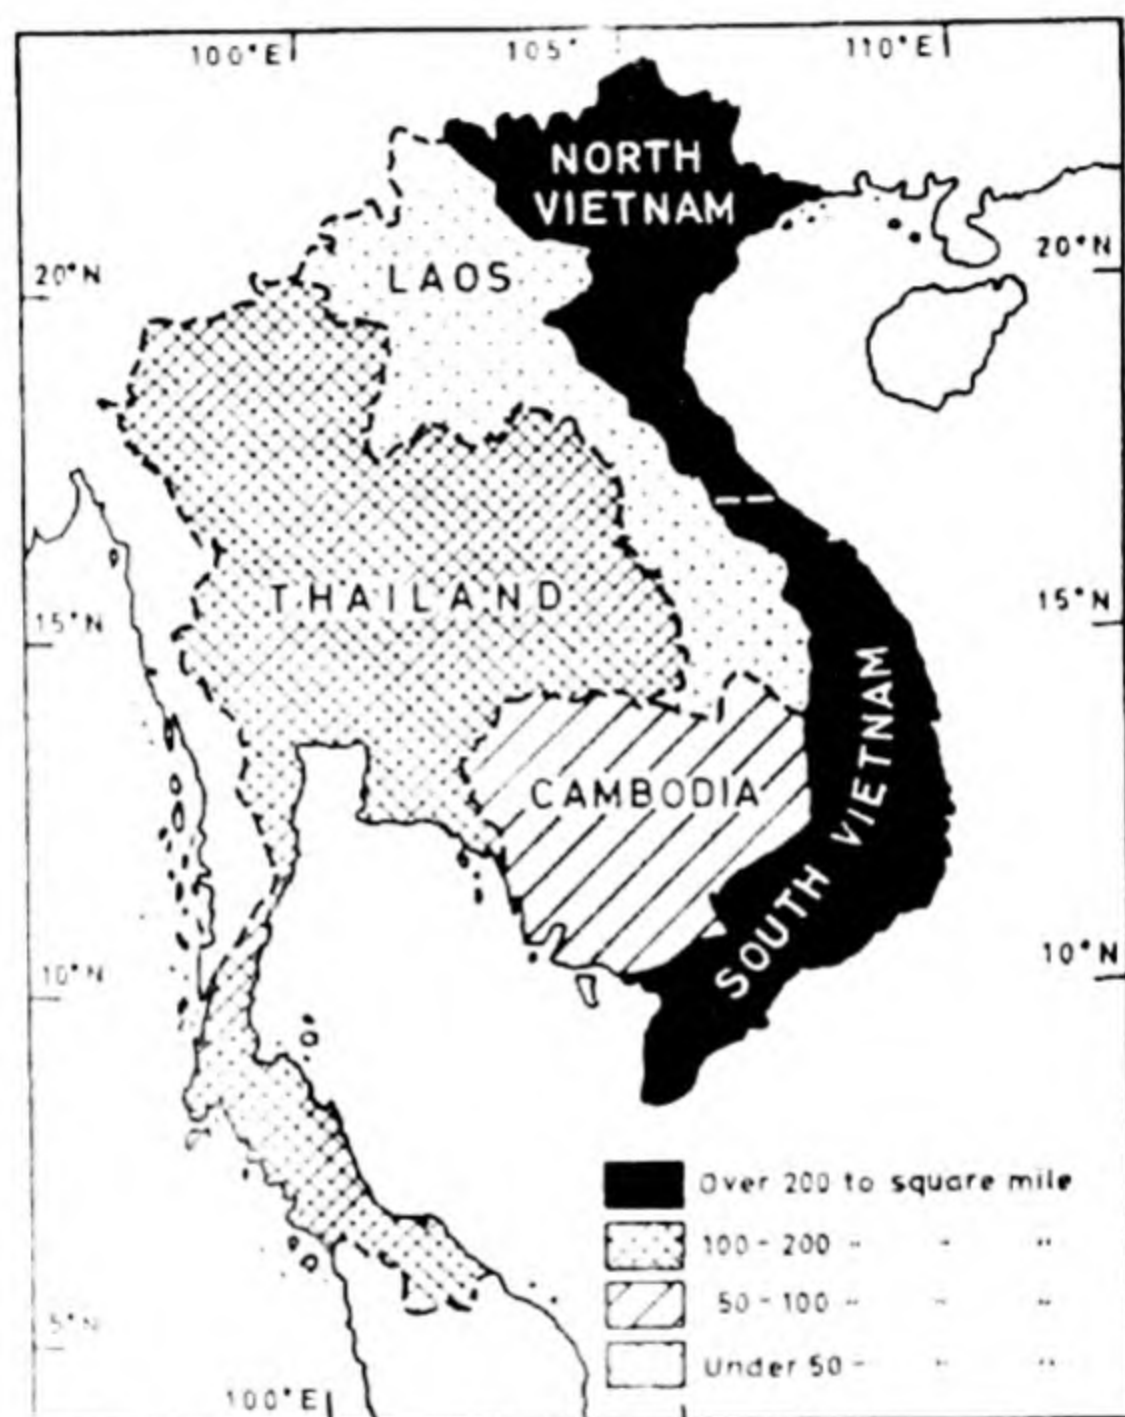 100°E
105°
110°E
NORTH
VIETNAM
LAOS
20°N
20°N
THAILAND
15°N
15°N
CAMBODIA
SOUTH VIETNAM
10°N
10°N
Over 200 to square mile
100 - 200 " " "
50 - 100 " " "
Under 50 - " "
5°N
100°E